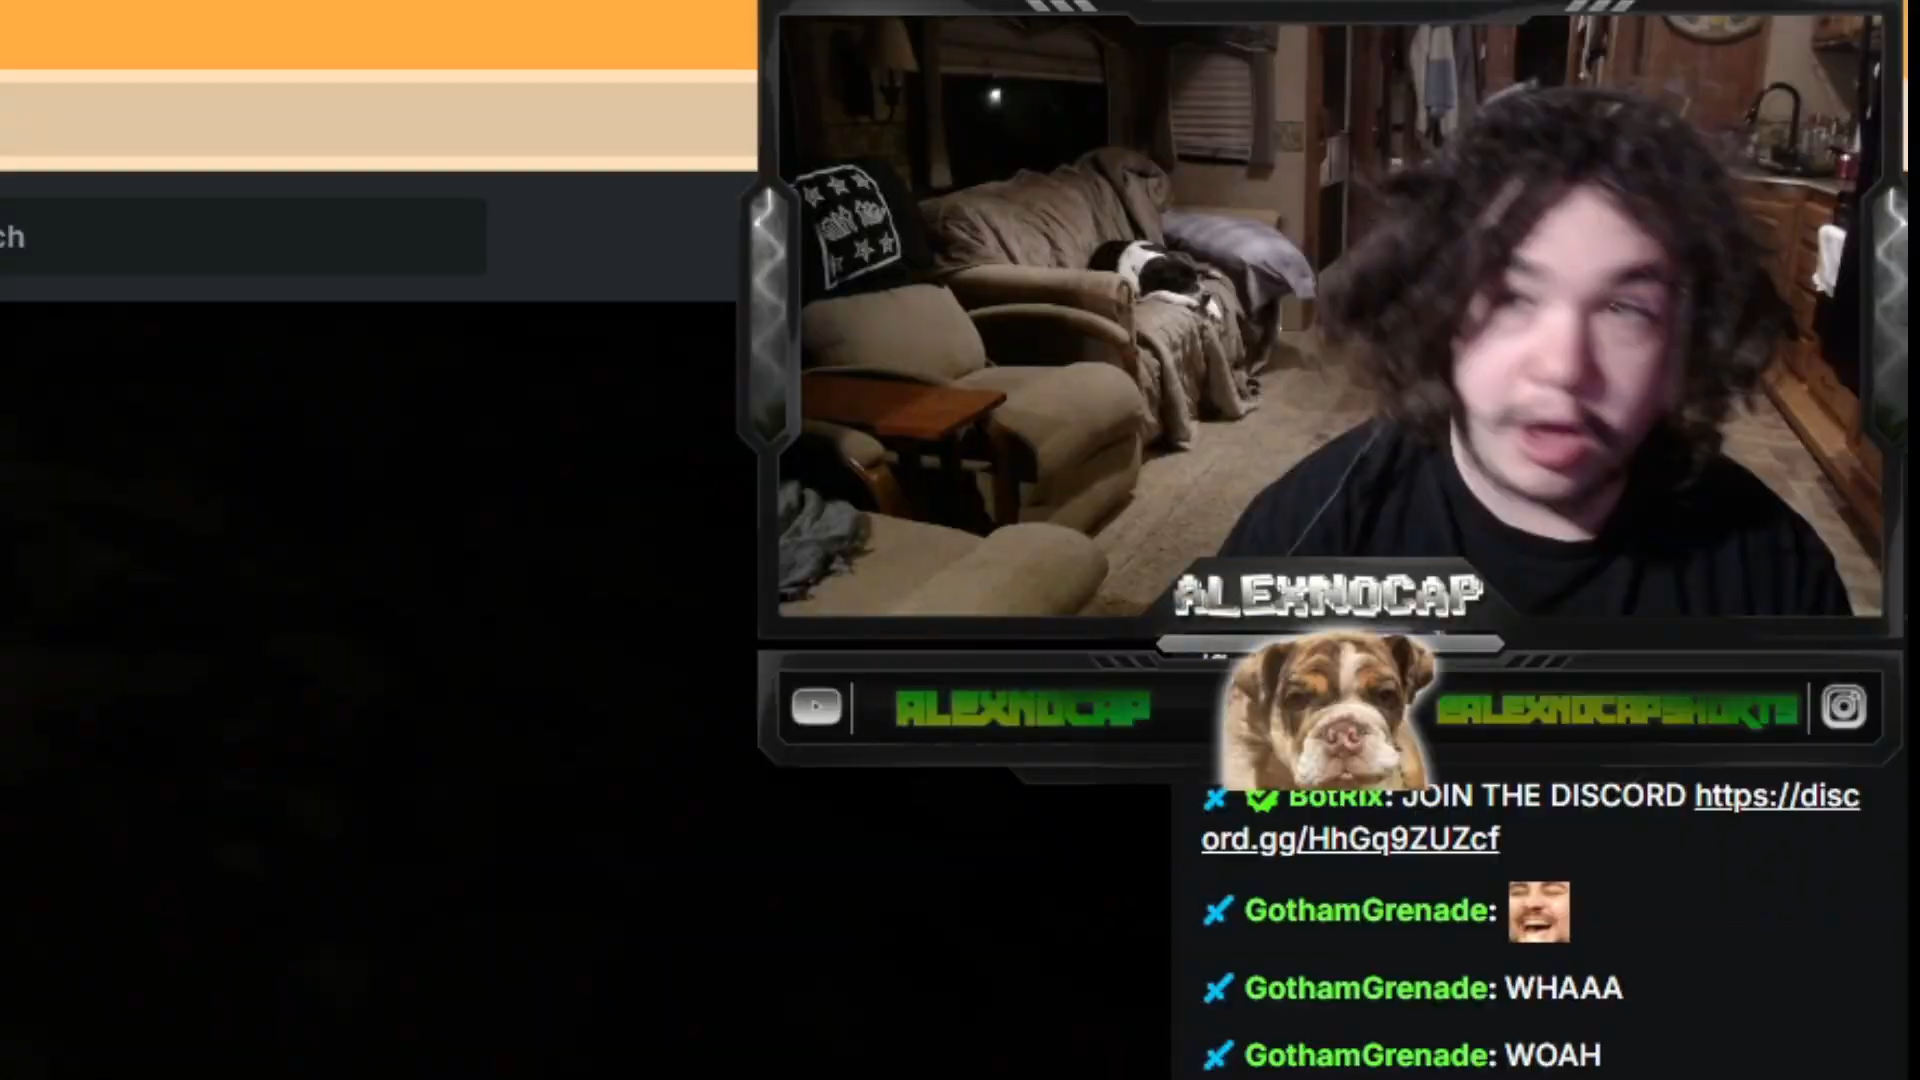 ch
ALEXNOCAP
ALEXNOCAP
@ALEXNOCAPSHORTS
BotRix: JOIN THE DISCORD https://disc
ord.gg/HhGq9ZUZcf
GothamGrenade:
GothamGrenade: WHAAA
GothamGrenade: WOAH